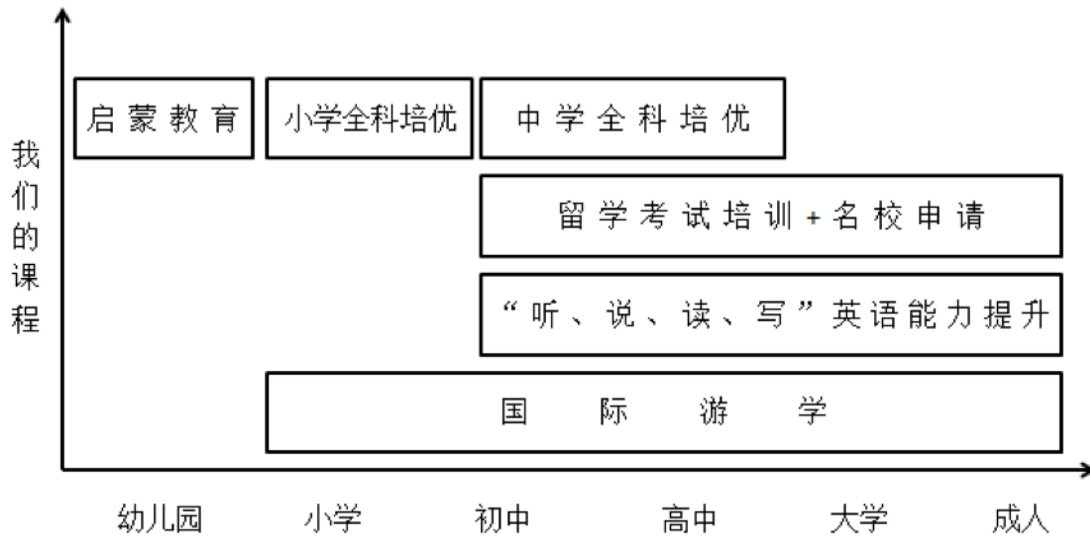 我们的课程
启蒙教育 小学全科培优 中学全科培优
留学考试培训+名校申请
“听、说、读、写”英语能力提升
国际游学
幼儿园 小学 初中 高中 大学 成人